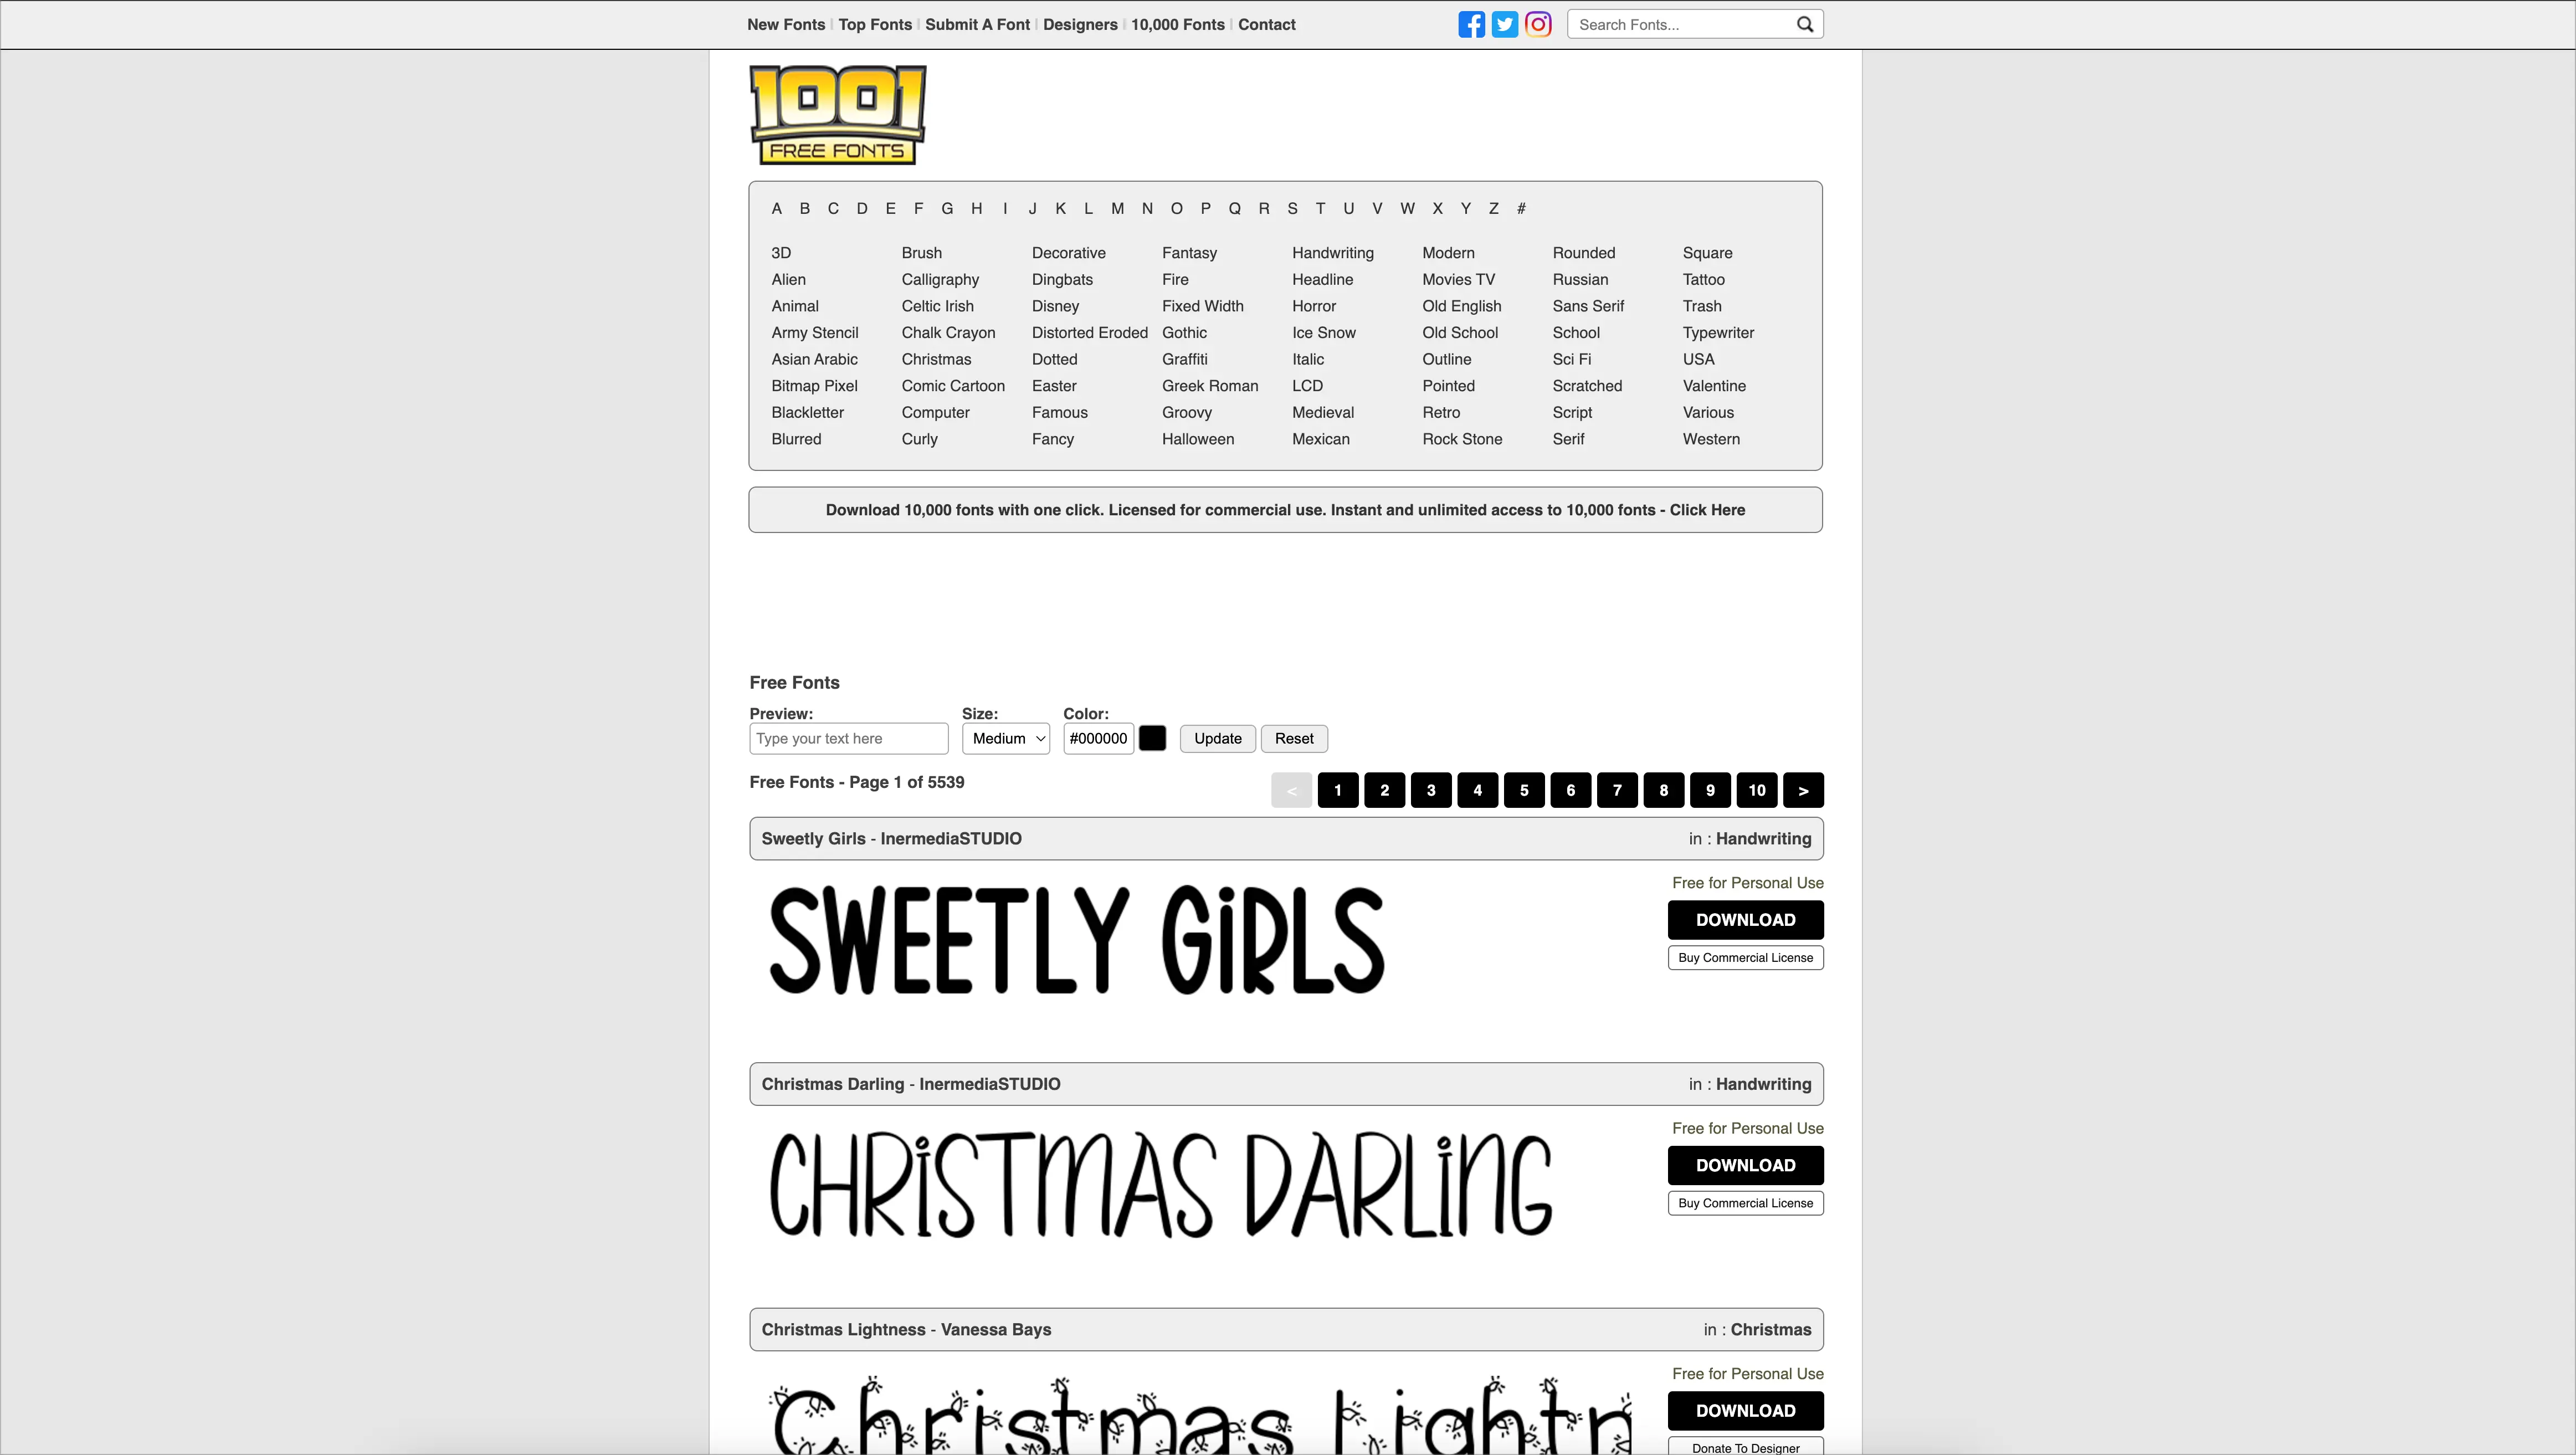 New Fonts Top Fonts Submit A Font Designers 10,000 Fonts Contact Search Fonts...
1001
FREE FONTS
A B C D E F G H I J K L M N O P Q R S T U V W X Y Z #
3D Brush Decorative Fantasy Handwriting Modern Rounded Square
Alien Calligraphy Dingbats Fire Headline Movies TV Russian Tattoo
Animal Celtic Irish Disney Fixed Width Horror Old English Sans Serif Trash
Army Stencil Chalk Crayon Distorted Eroded Gothic Ice Snow Old School School Typewriter
Asian Arabic Christmas Dotted Graffiti Italic Outline Sci Fi USA
Bitmap Pixel Comic Cartoon Easter Greek Roman LCD Pointed Scratched Valentine
Blackletter Computer Famous Groovy Medieval Retro Script Various
Blurred Curly Fancy Halloween Mexican Rock Stone Serif Western
Download 10,000 fonts with one click. Licensed for commercial use. Instant and unlimited access to 10,000 fonts - Click Here
Free Fonts
Preview: Size: Color:
Type your text here Medium #000000 Update Reset
Free Fonts - Page 1 of 5539 < 1 2 3 4 5 6 7 8 9 10 >
Sweetly Girls - InermediaSTUDIO in : Handwriting
Free for Personal Use
SWEETLY GiRLS DOWNLOAD
Buy Commercial License
Christmas Darling - InermediaSTUDIO in : Handwriting
Free for Personal Use
CHRiSTMAS DARLiNG DOWNLOAD
Buy Commercial License
Christmas Lightness - Vanessa Bays in : Christmas
Free for Personal Use
Christmas Lightn DOWNLOAD
Donate To Designer